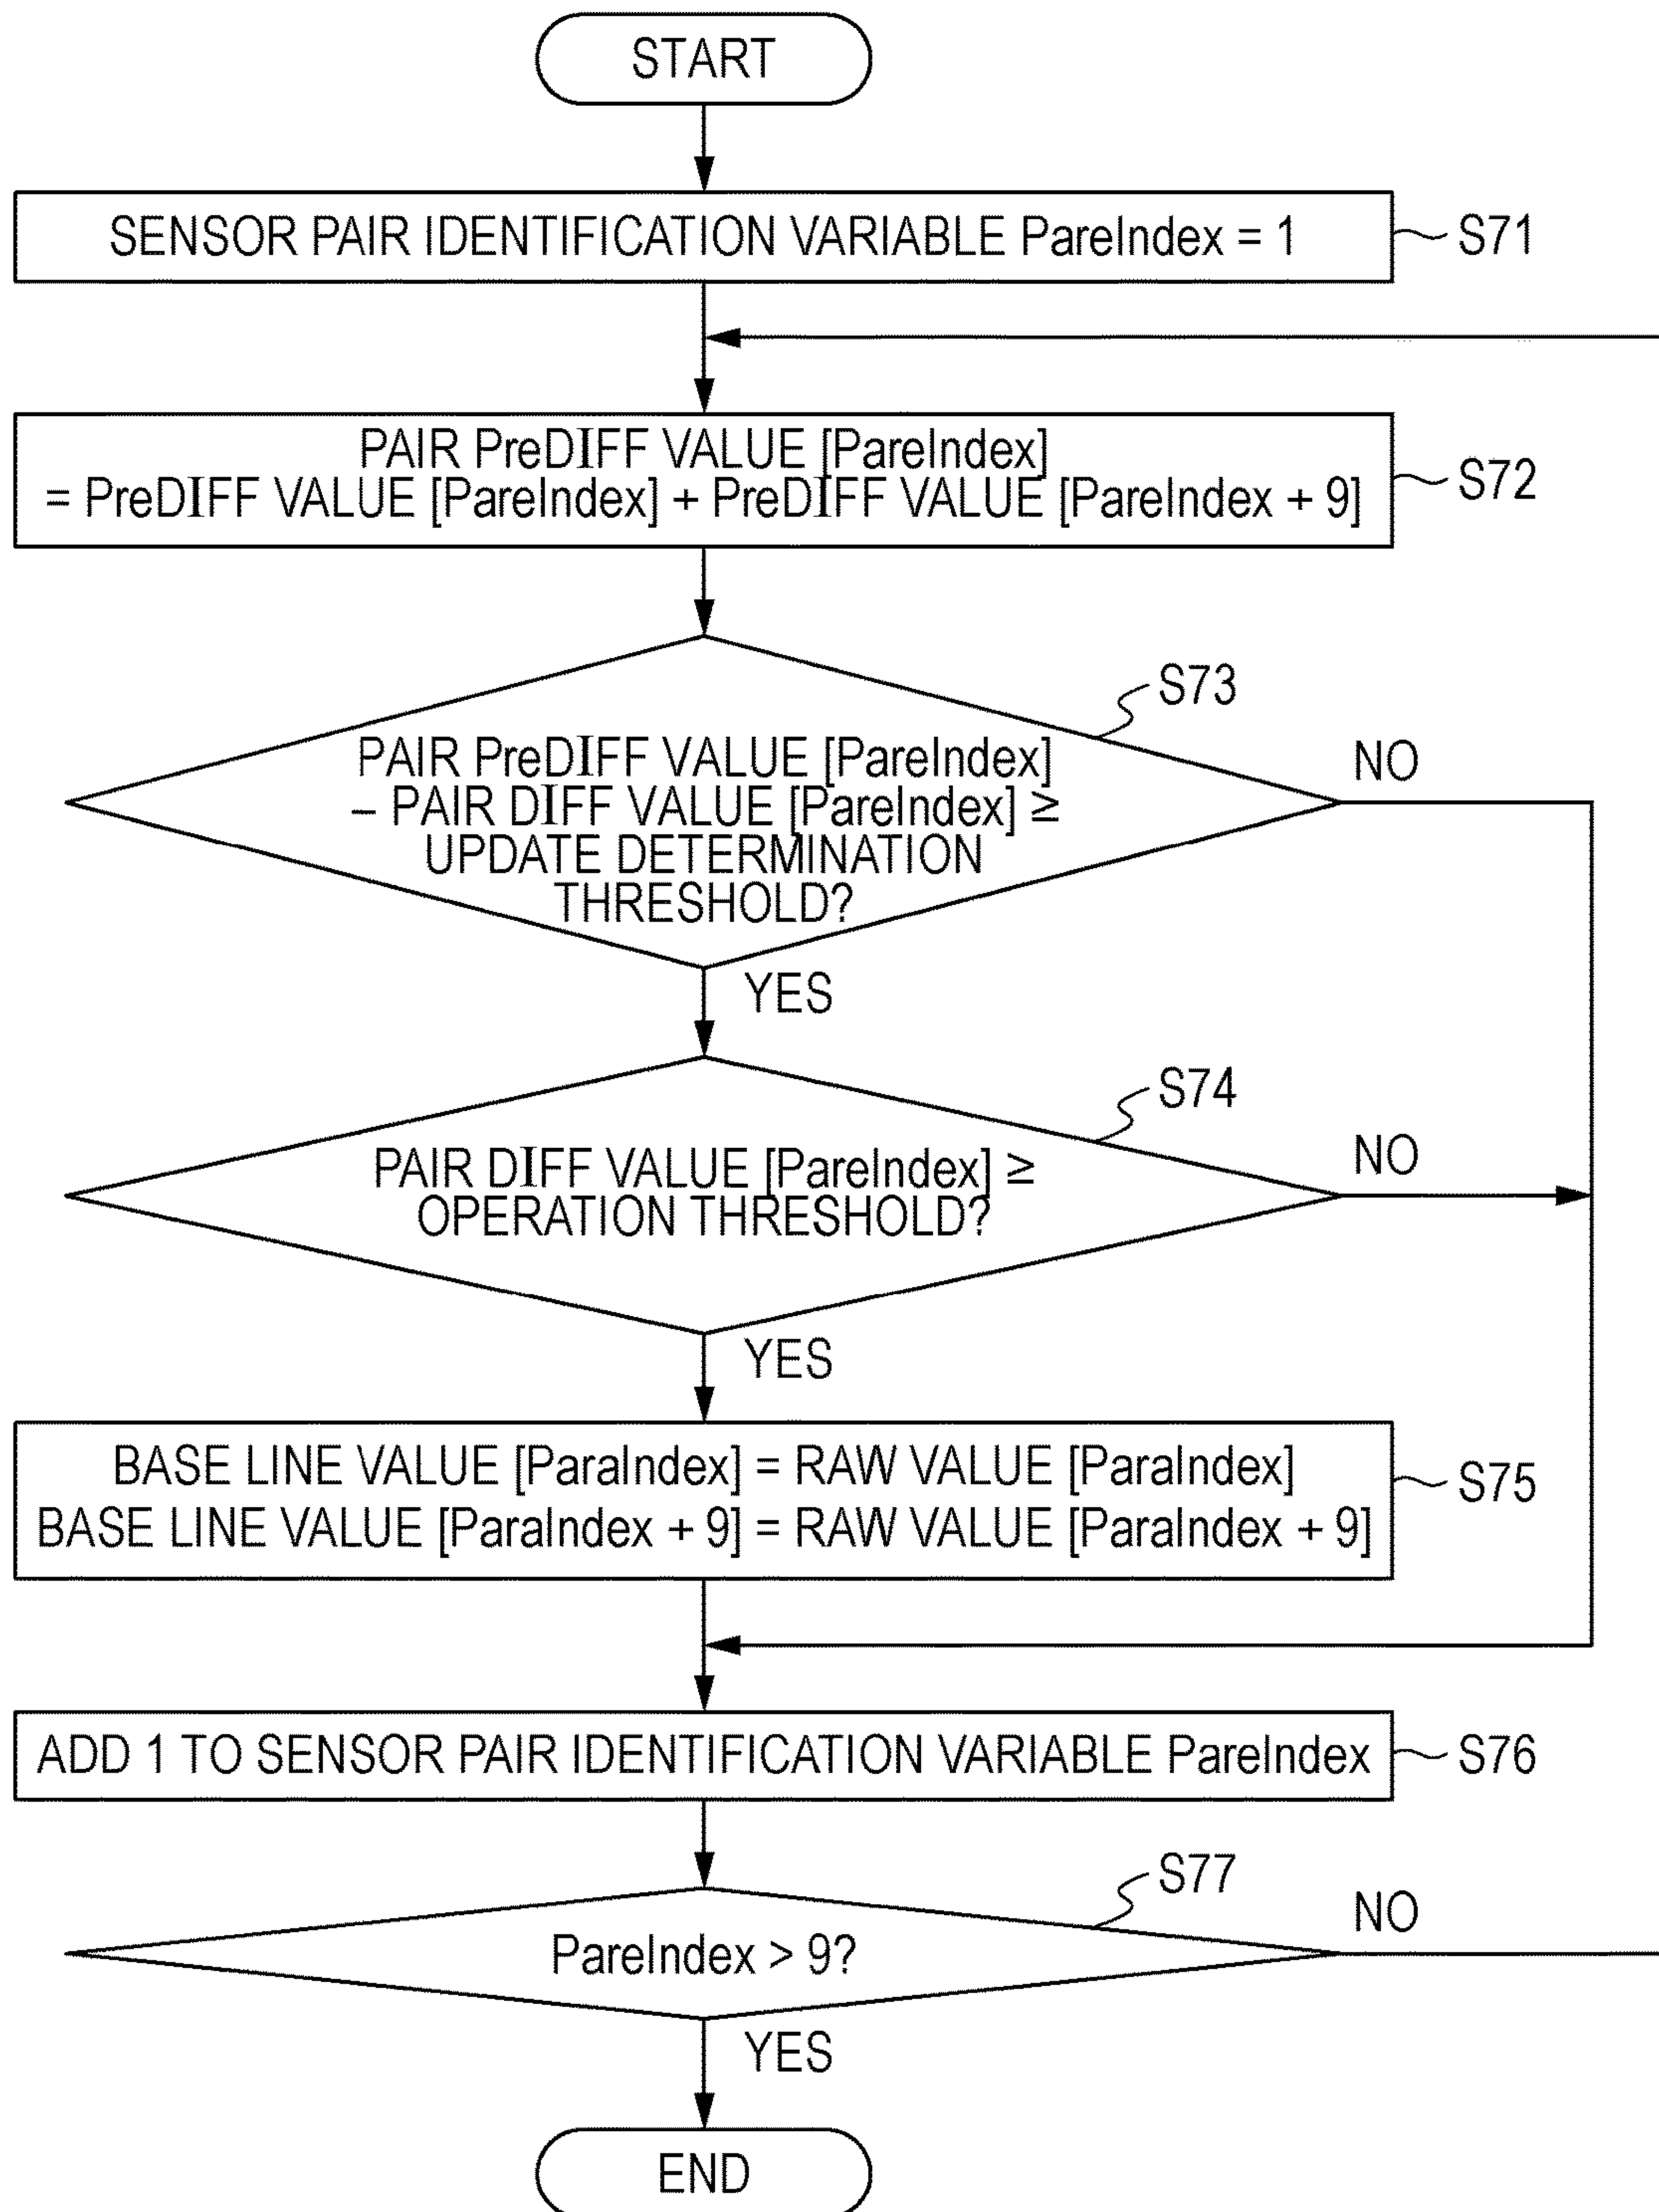 START
SENSOR PAIR IDENTIFICATION VARIABLE PareIndex = 1
S71
PAIR PreDIFF VALUE [PareIndex]
= PreDIFF VALUE [PareIndex] + PreDIFF VALUE [PareIndex + 9]
S72
S73
PAIR PreDIFF VALUE [PareIndex]
– PAIR DIFF VALUE [PareIndex] ≥
UPDATE DETERMINATION
THRESHOLD?
NO
YES
S74
PAIR DIFF VALUE [PareIndex] ≥
OPERATION THRESHOLD?
NO
YES
BASE LINE VALUE [ParaIndex] = RAW VALUE [ParaIndex]
BASE LINE VALUE [ParaIndex + 9] = RAW VALUE [ParaIndex + 9]
S75
ADD 1 TO SENSOR PAIR IDENTIFICATION VARIABLE PareIndex
S76
S77
PareIndex > 9?
NO
YES
END